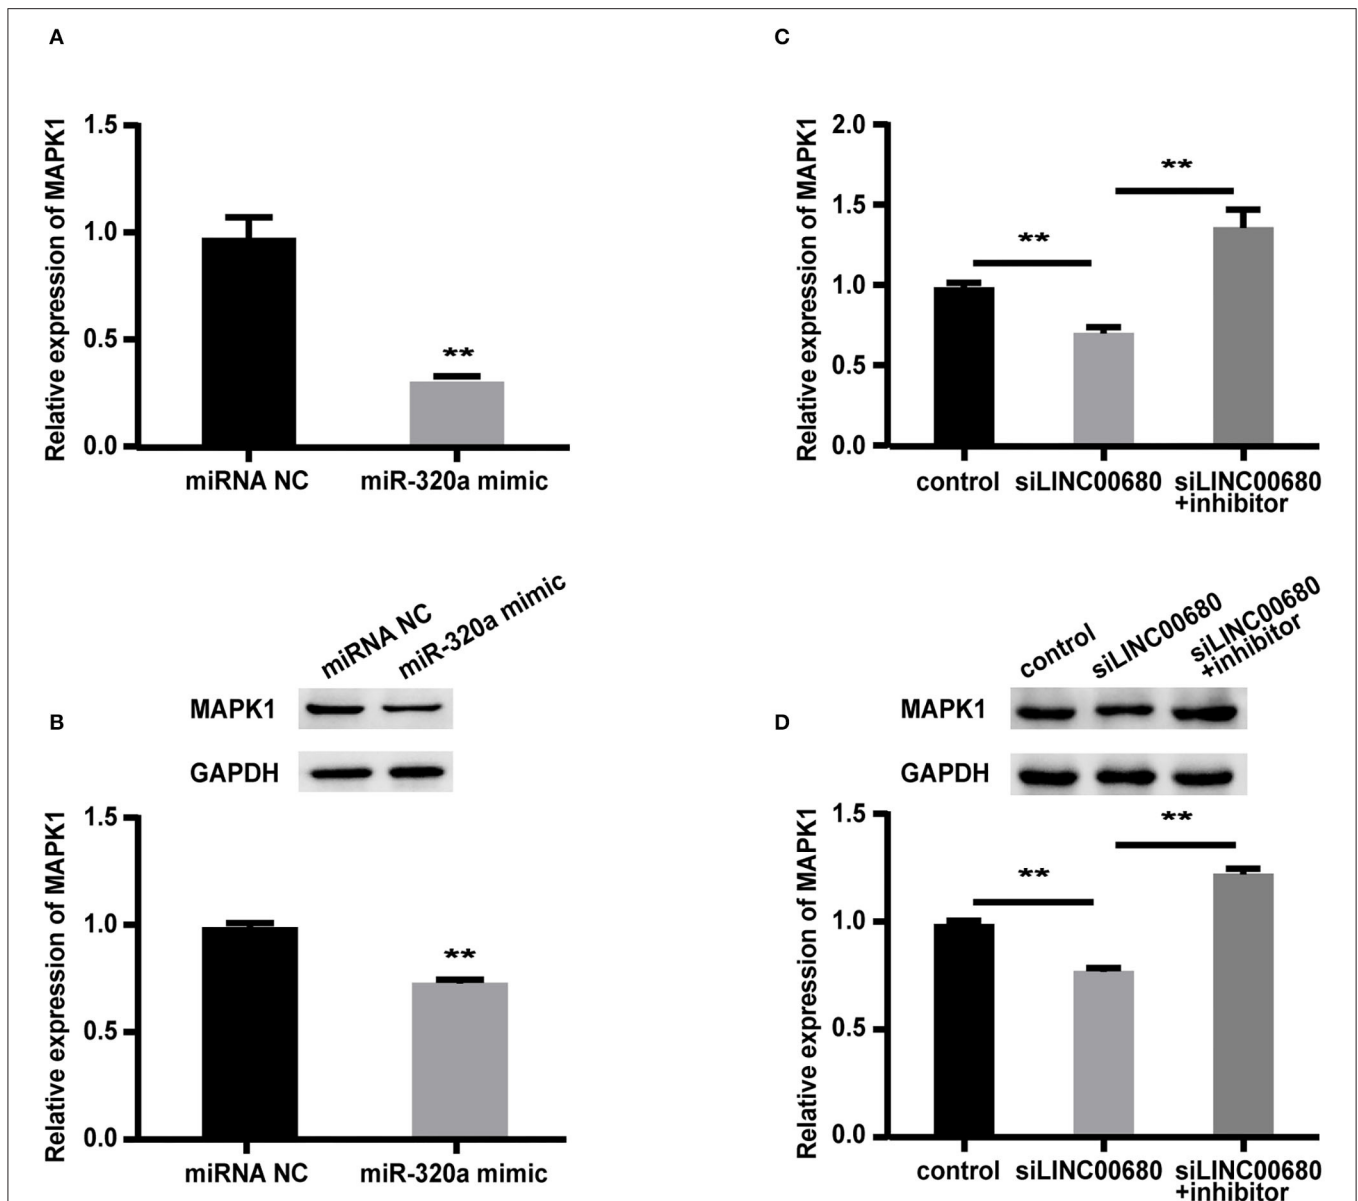 A
Relative expression of MAPK1
1.5
1.0
0.5
0.0
**
miRNA NC
miR-320a mimic
C
Relative expression of MAPK1
2.0
1.5
1.0
0.5
0.0
**
**
control
siLINC00680
siLINC00680
+inhibitor
B
miRNA NC
miR-320a mimic
MAPK1
GAPDH
Relative expression of MAPK1
1.5
1.0
0.5
0.0
**
miRNA NC
miR-320a mimic
D
control
siLINC00680
siLINC00680
+inhibitor
MAPK1
GAPDH
Relative expression of MAPK1
1.5
1.0
0.5
0.0
**
**
control
siLINC00680
siLINC00680
+inhibitor